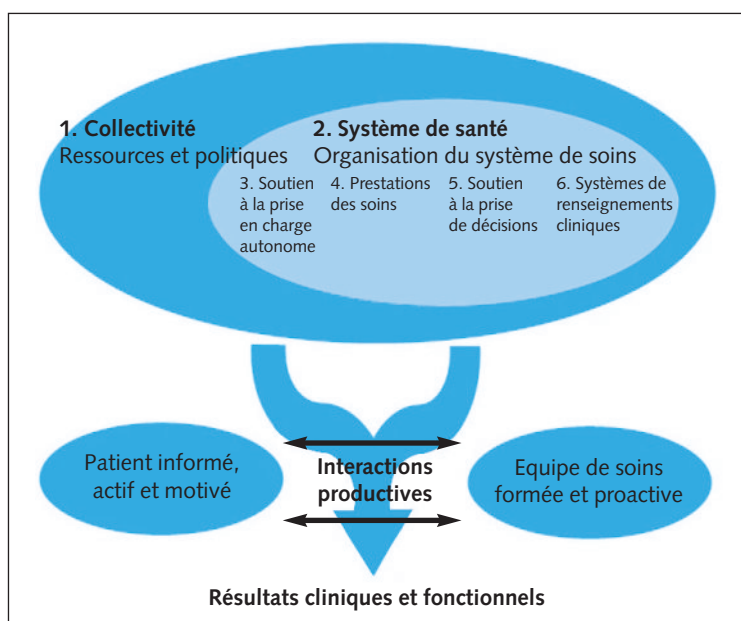 1. Collectivité
Ressources et politiques
2. Système de santé
Organisation du système de soins
3. Soutien
à la prise
en charge
autonome
4. Prestations
des soins
5. Soutien
à la prise
de décisions
6. Systèmes de
renseignements
cliniques
Patient informé,
actif et motivé
Interactions
productives
Equipe de soins
formée et proactive
Résultats cliniques et fonctionnels